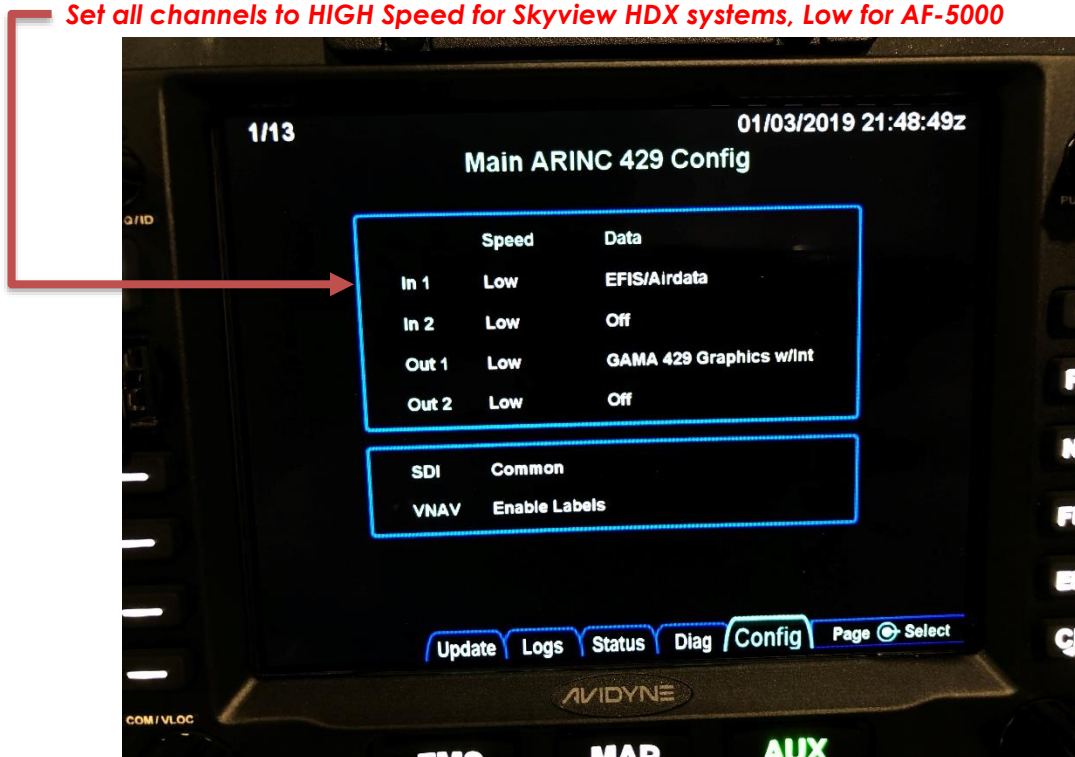 Set all channels to HIGH Speed for Skyview HDX systems, Low for AF-5000
1/13 01/03/2019 21:48:49z
Main ARINC 429 Config
Q/ID
Speed Data
In 1 Low EFIS/Airdata
In 2 Low Off
Out 1 Low GAMA 429 Graphics w/Int
Out 2 Low Off
SDI Common
VNAV Enable Labels
Update Logs Status Diag Config Page Select
AVIDYNE
COM/VLOC
MAP AUX